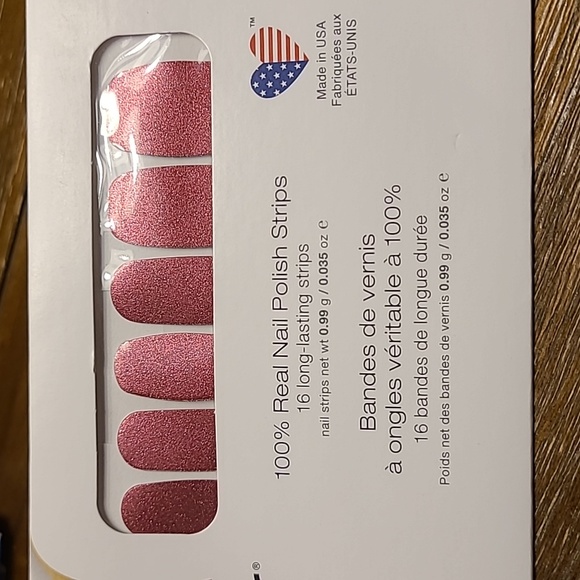 ™
Made in USA
Fabriquées aux
ÉTATS-UNIS
100% Real Nail Polish Strips
16 long-lasting strips
nail strips net wt 0.99 g / 0.035 oz e
Bandes de vernis
à ongles véritable à 100%
16 bandes de longue durée
Poids net des bandes de vernis 0.99 g / 0.035 oz e
®